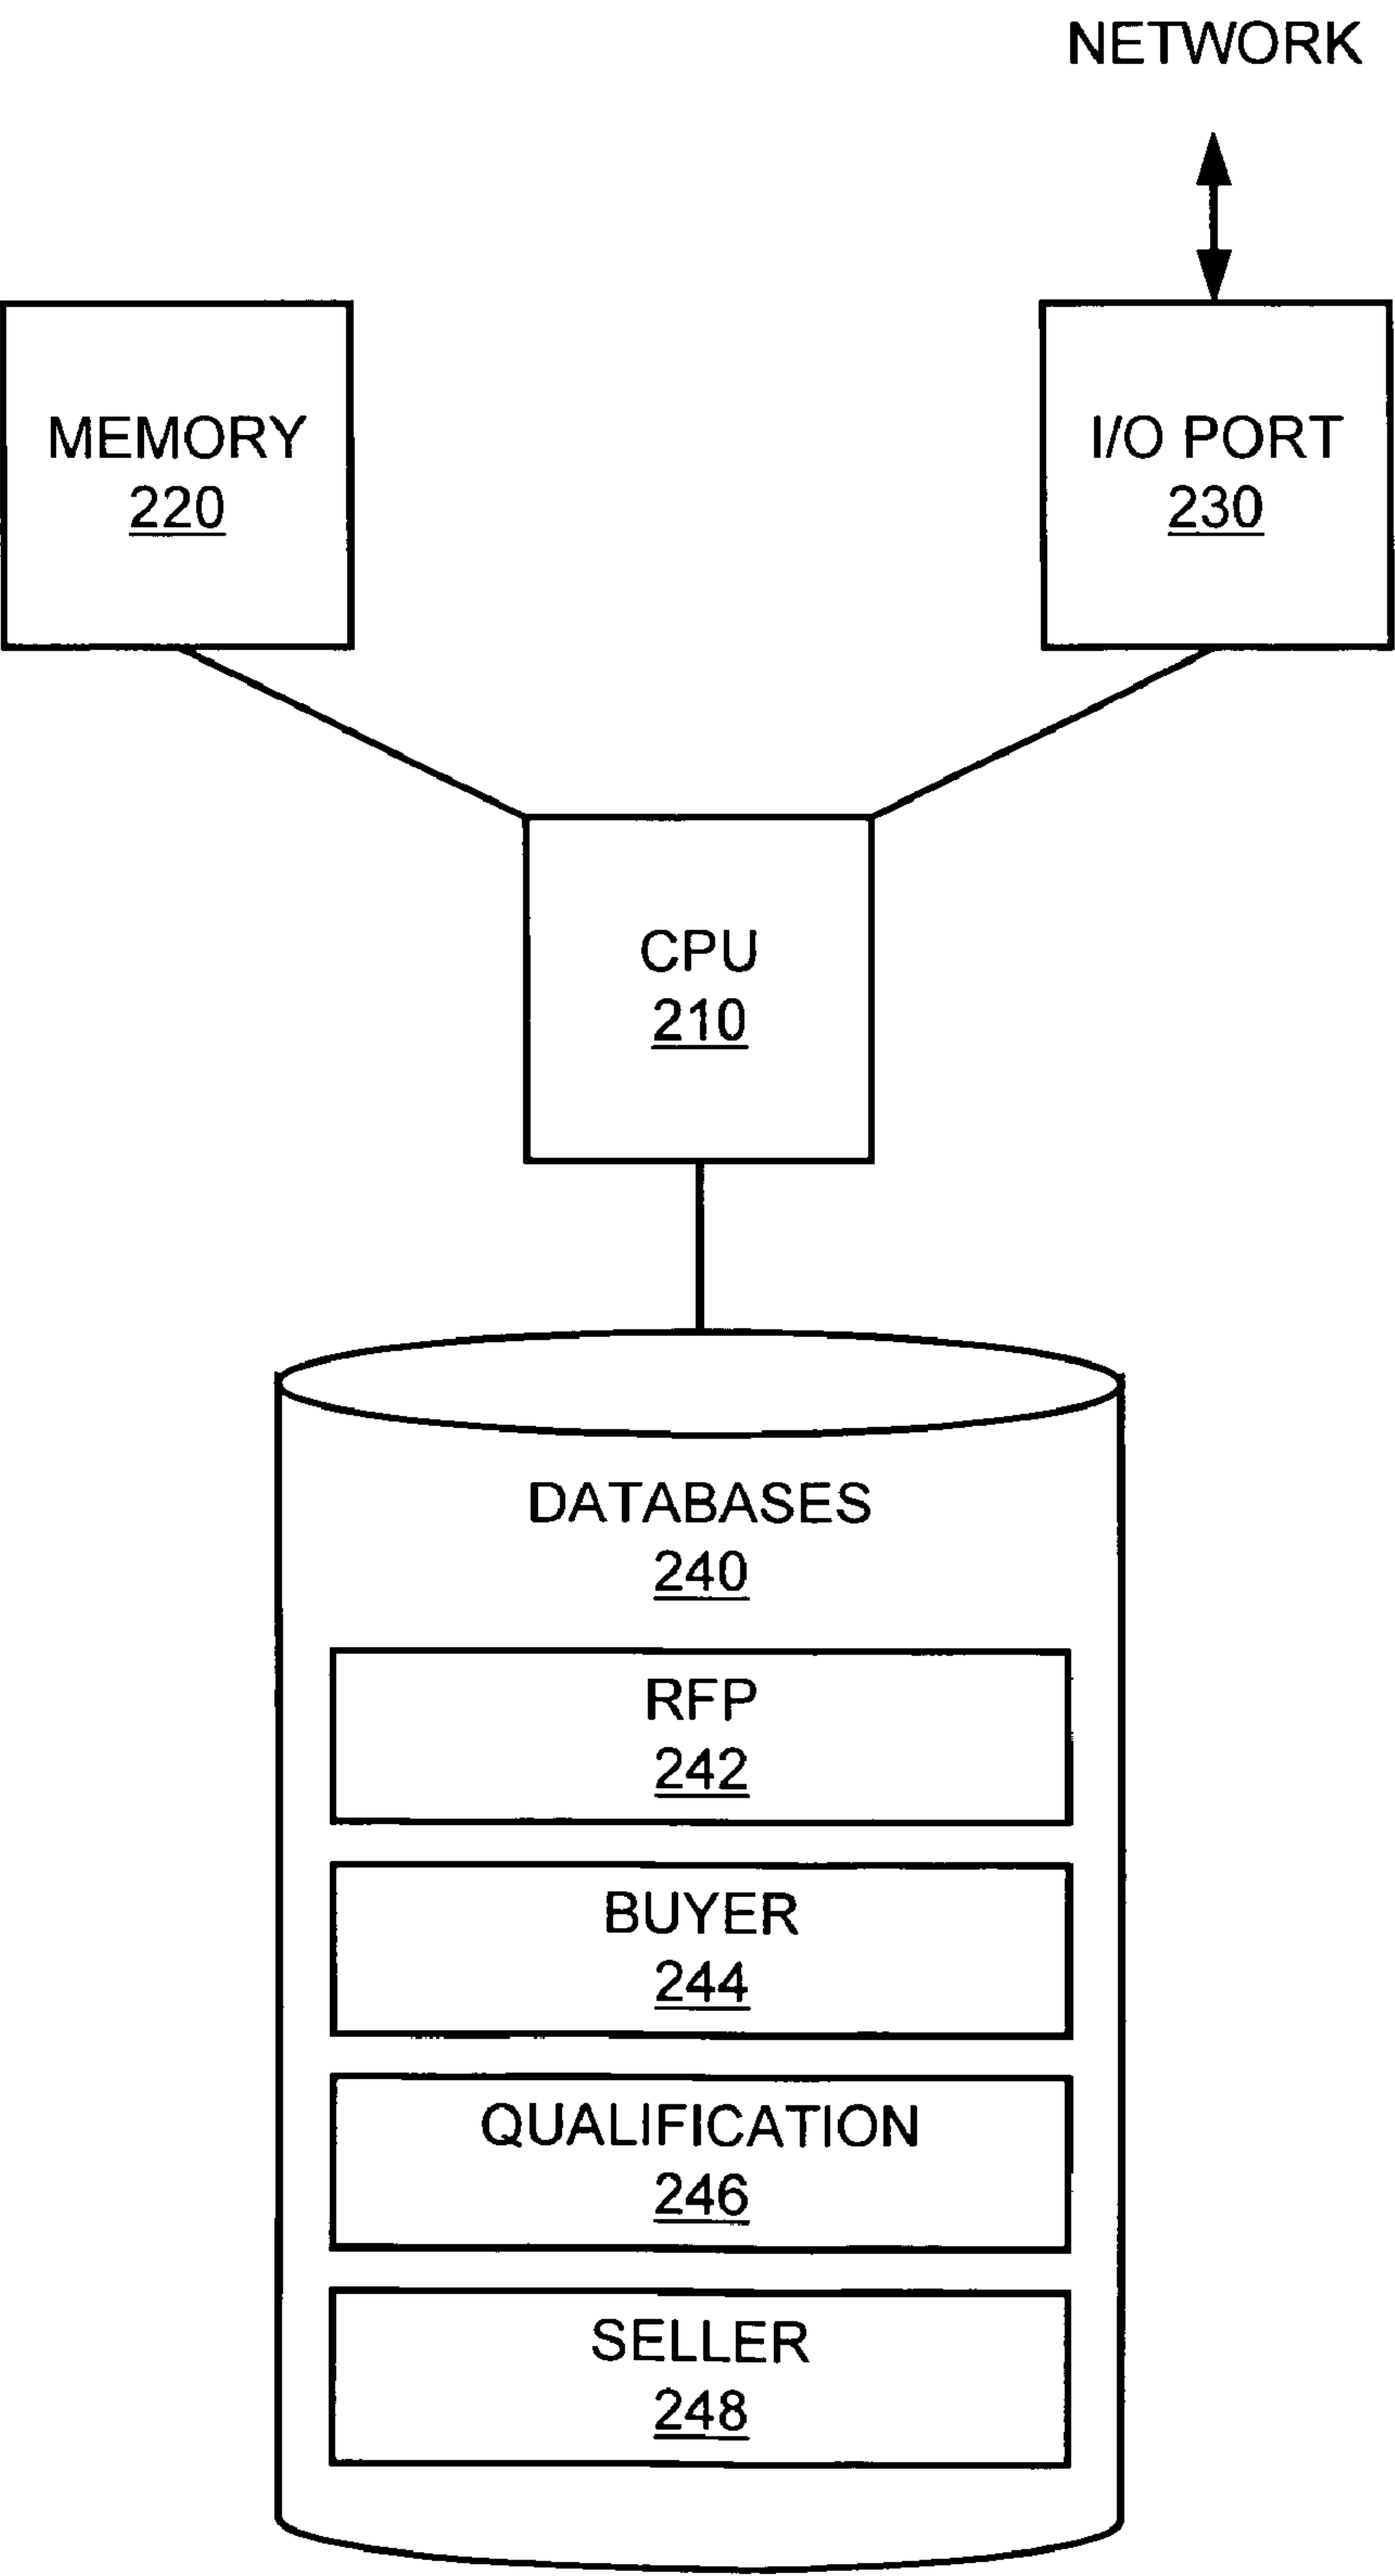 NETWORK
MEMORY
220
I/O PORT
230
CPU
210
DATABASES
240
RFP
242
BUYER
244
QUALIFICATION
246
SELLER
248